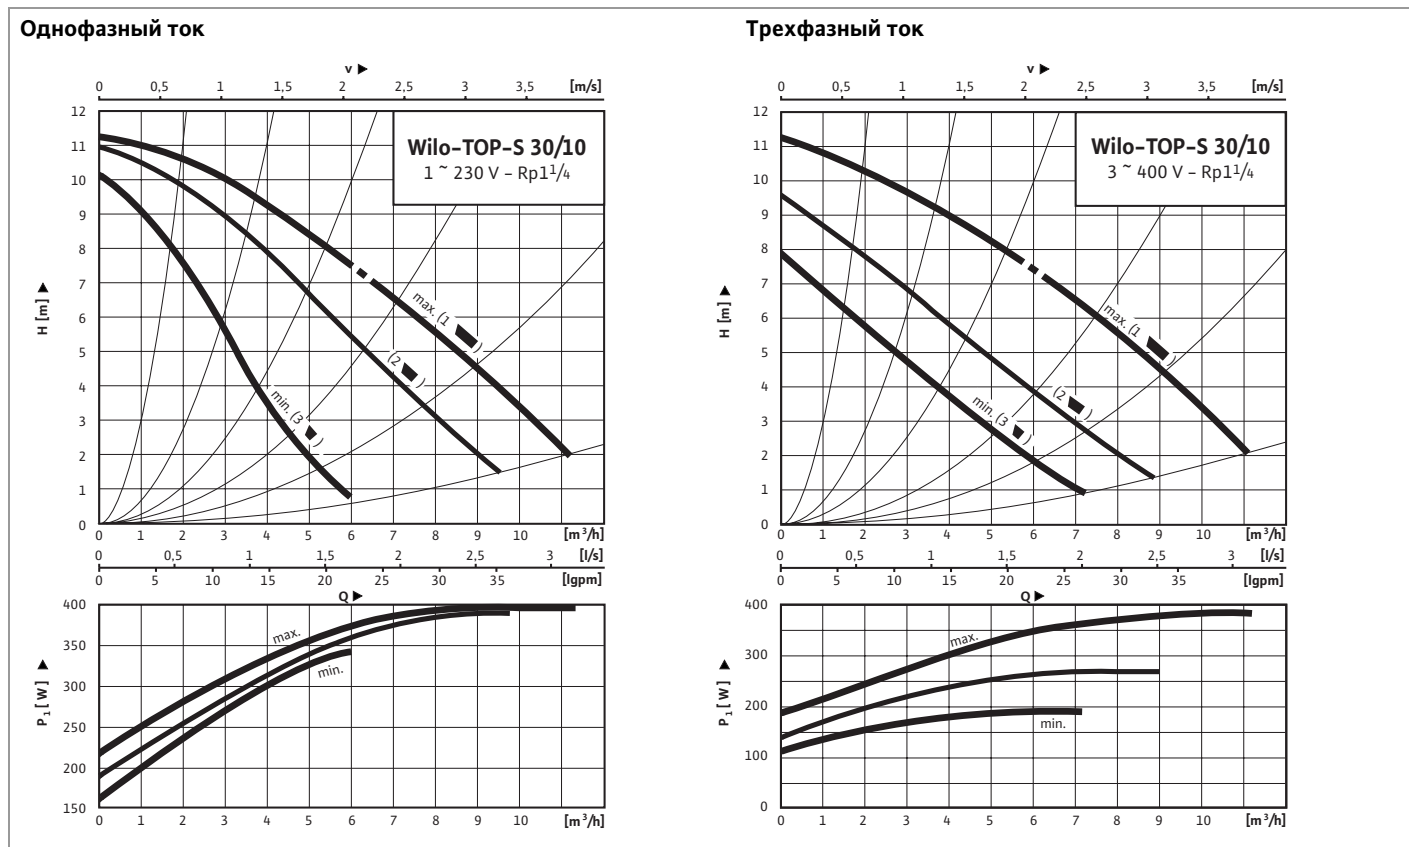 Однофазный ток
v ▶
0 0,5 1 1,5 2 2,5 3 3,5 [m/s]
12
11
10
9
8
7
6
5
4
3
2
1
0
H [m] ▶
Wilo-TOP-S 30/10
1 ~ 230 V - Rp1¼
max. (1 )
(2 )
min. (3 )
0 1 2 3 4 5 6 7 8 9 10 [m³/h]
0 0,5 1 1,5 2 2,5 3 [l/s]
0 5 10 15 20 25 30 35 [Igpm]
Q ▶
400
350
300
250
200
150
P₁ [W] ▶
max.
min.
0 1 2 3 4 5 6 7 8 9 10 [m³/h]
Трехфазный ток
v ▶
0 0,5 1 1,5 2 2,5 3 3,5 [m/s]
12
11
10
9
8
7
6
5
4
3
2
1
0
H [m] ▶
Wilo-TOP-S 30/10
3 ~ 400 V - Rp1¼
max. (1 )
(2 )
min. (3 )
0 1 2 3 4 5 6 7 8 9 10 [m³/h]
0 0,5 1 1,5 2 2,5 3 [l/s]
0 5 10 15 20 25 30 35 [Igpm]
Q ▶
400
300
200
100
0
P₁ [W] ▶
max.
min.
0 1 2 3 4 5 6 7 8 9 10 [m³/h]